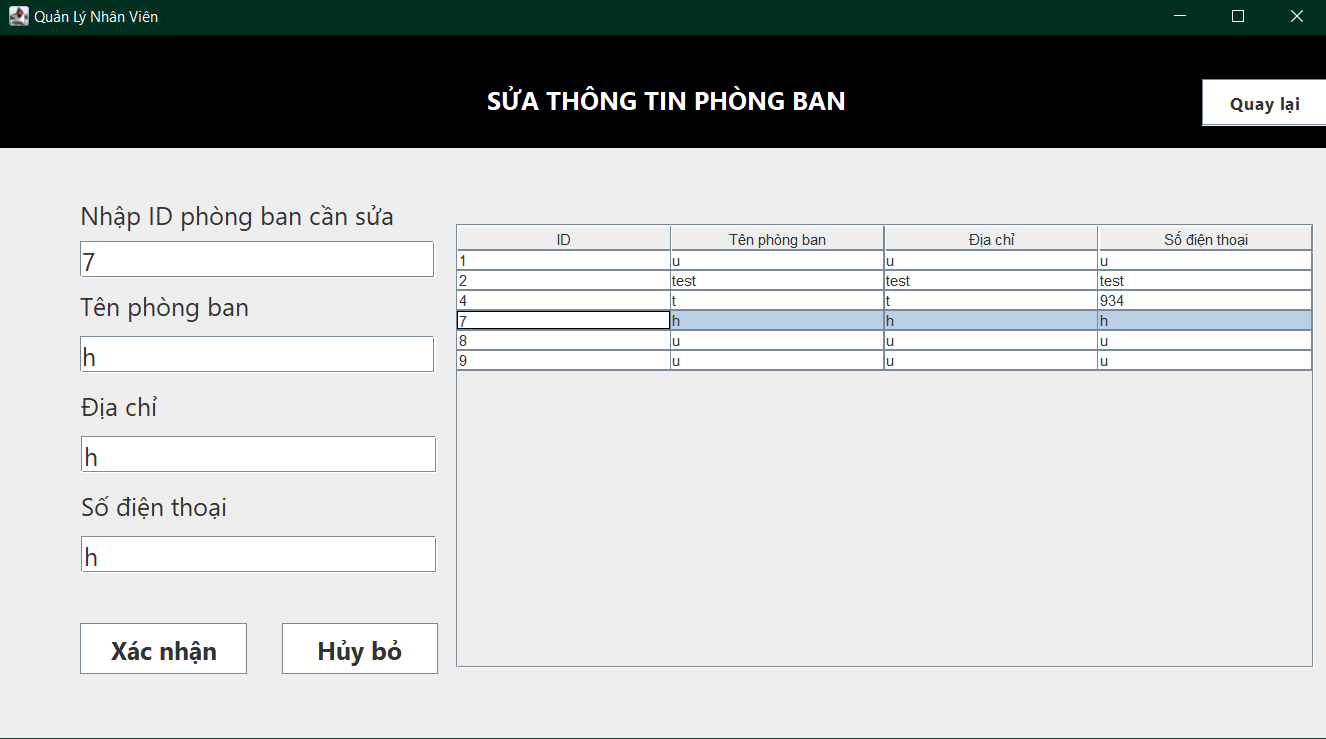 Quản Lý Nhân Viên
SỬA THÔNG TIN PHÒNG BAN
Quay lại
Nhập ID phòng ban cần sửa
7
Tên phòng ban
h
Địa chỉ
h
Số điện thoại
h
Xác nhận Hủy bỏ
ID Tên phòng ban Địa chỉ Số điện thoại
1 u u u
2 test test test
4 t t 934
7 h h h
8 u u u
9 u u u